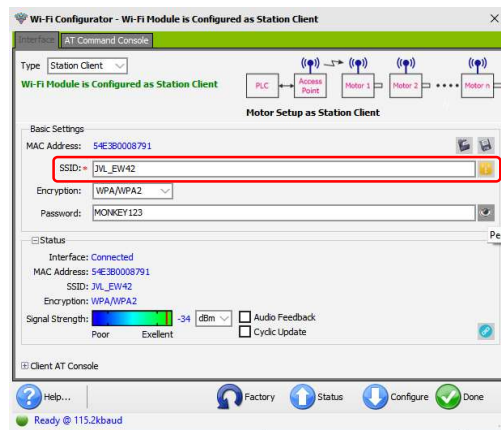 Wi-Fi Configurator - Wi-Fi Module is Configured as Station Client
Interface AT Command Console
Type Station Client
Wi-Fi Module is Configured as Station Client
PLC Access Point Motor 1 Motor 2 Motor n
Motor Setup as Station Client
Basic Settings
MAC Address: 54E3B0008791
SSID:* JVL_EW42
Encryption: WPA/WPA2
Password: MONKEY123
Pe
Status
Interface: Connected
MAC Address: 54E3B0008791
SSID: JVL_EW42
Encryption: WPA/WPA2
Signal Strength: -34 dBm Audio Feedback
Poor Exellent Cyclic Update
Client AT Console
Help... Factory Status Configure Done
Ready @ 115.2kbaud